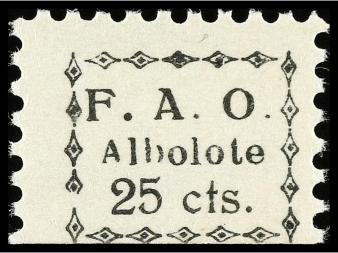 F. A. O.
Albolote
25 cts.